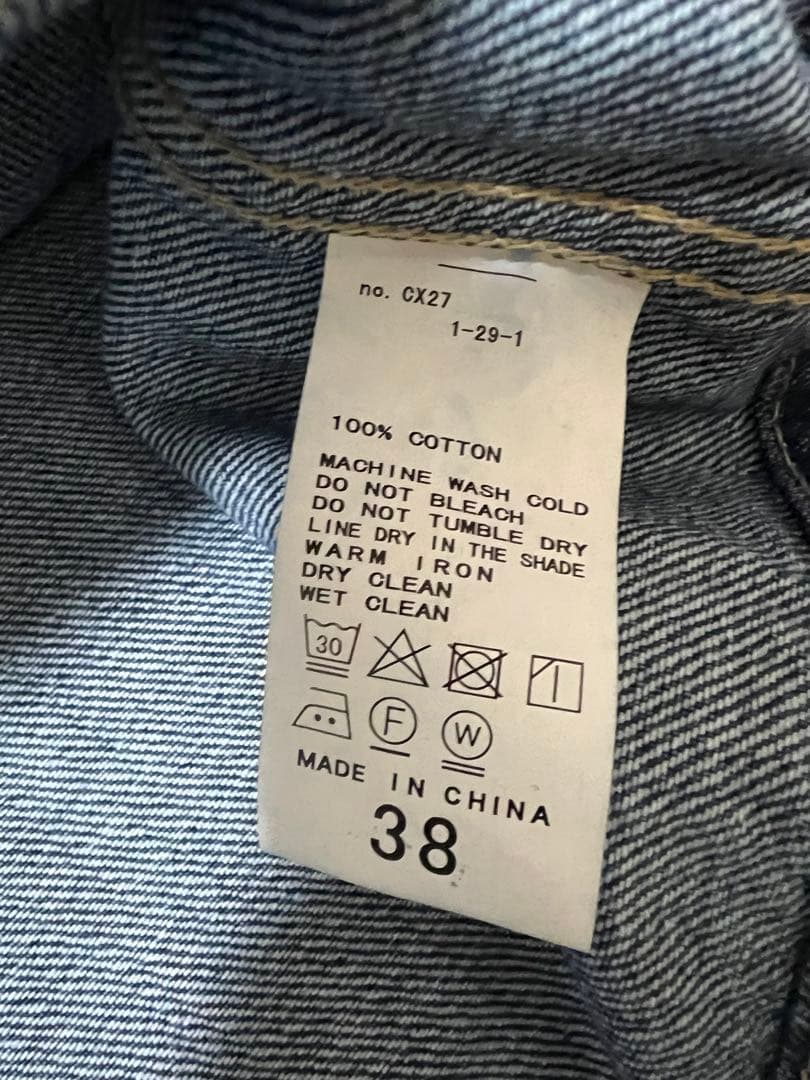 no. CX27
1-29-1
100% COTTON
MACHINE WASH COLD
DO NOT BLEACH
DO NOT TUMBLE DRY
LINE DRY IN THE SHADE
WARM IRON
DRY CLEAN
WET CLEAN
30
F W
MADE IN CHINA
38